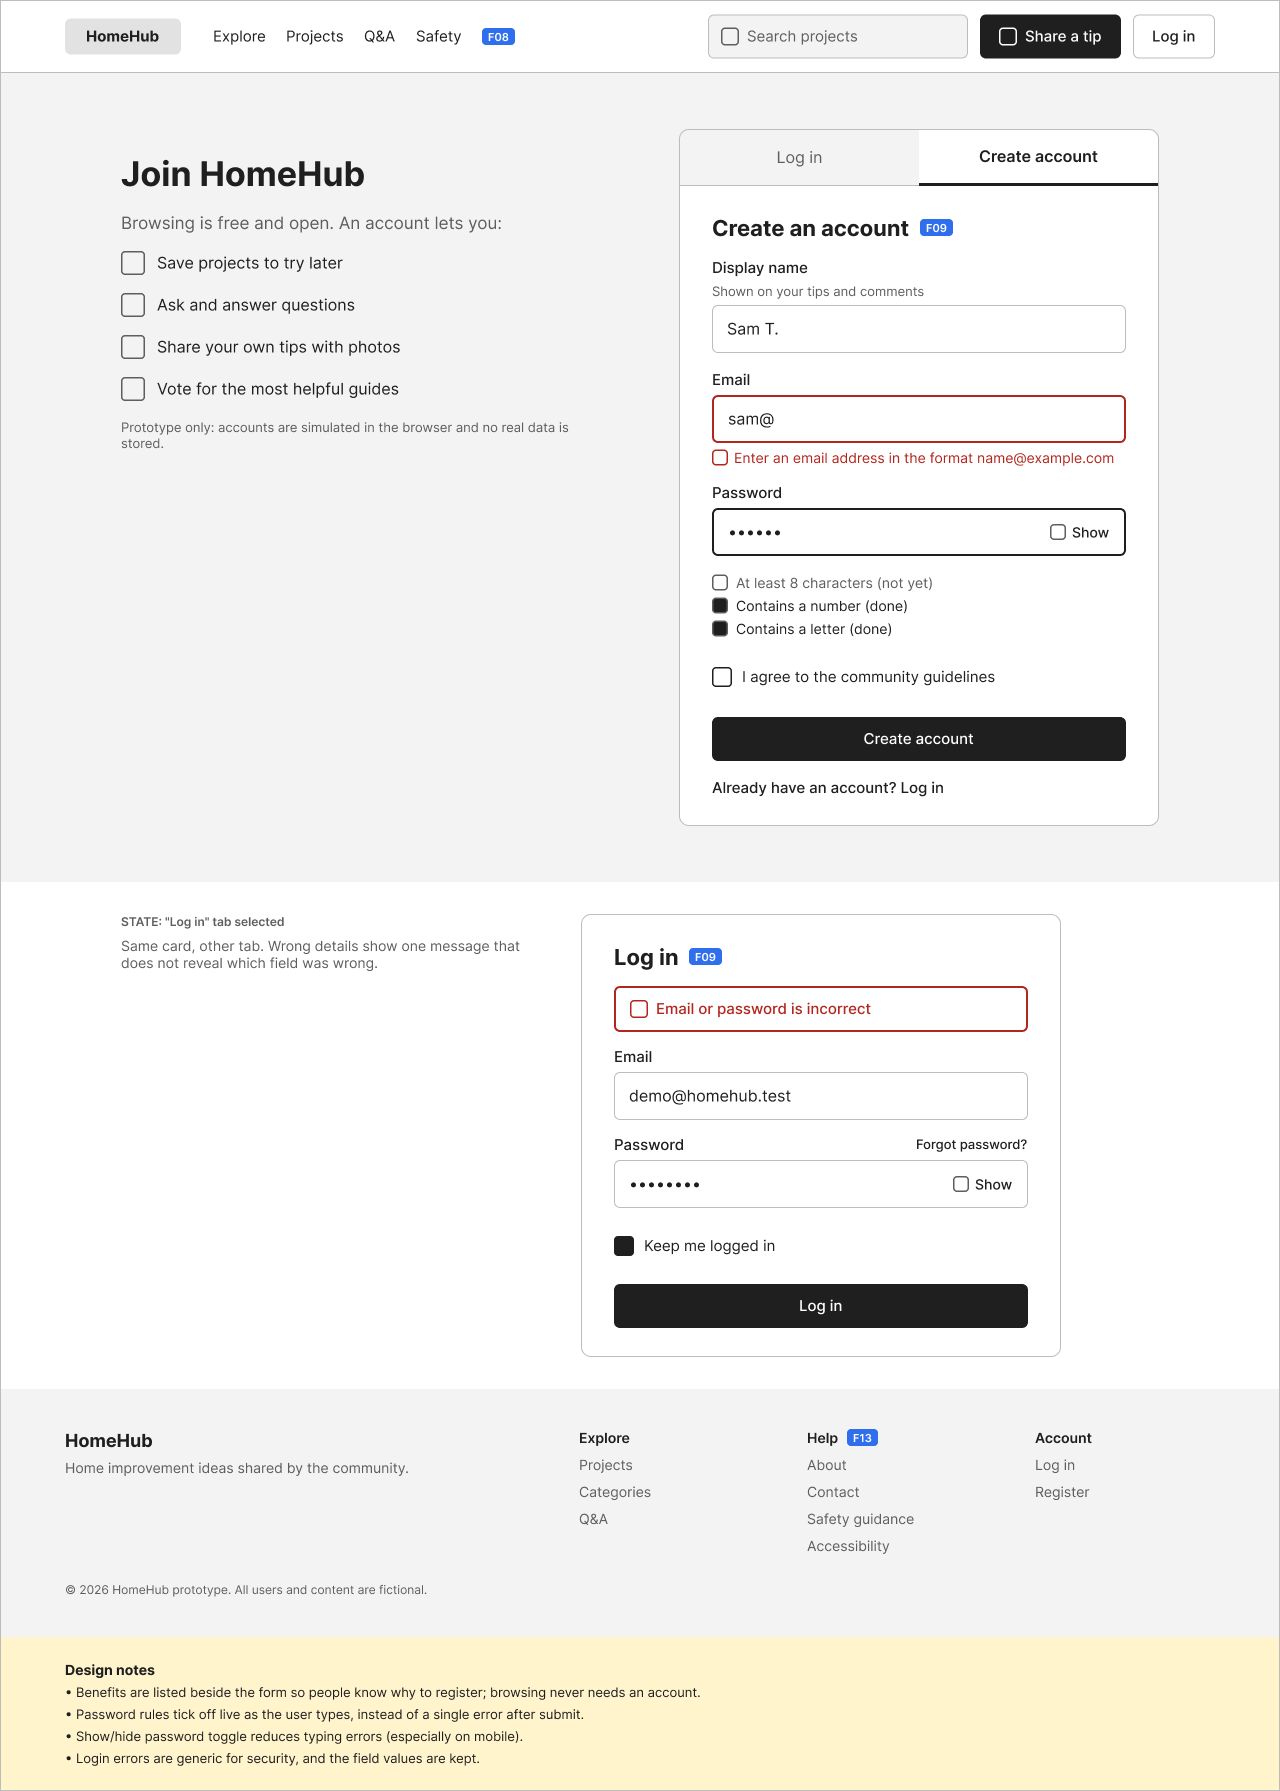 HomeHub
Explore
Projects
Q&A
Safety
F08
Search projects
Share a tip
Log in
Join HomeHub
Browsing is free and open. An account lets you:
Save projects to try later
Ask and answer questions
Share your own tips with photos
Vote for the most helpful guides
Prototype only: accounts are simulated in the browser and no real data is
stored.
Log in
Create account
Create an account
F09
Display name
Shown on your tips and comments
Sam T.
Email
sam@
Enter an email address in the format name@example.com
Password
••••••
Show
At least 8 characters (not yet)
Contains a number (done)
Contains a letter (done)
I agree to the community guidelines
Create account
Already have an account? Log in
STATE: "Log in" tab selected
Same card, other tab. Wrong details show one message that
does not reveal which field was wrong.
Log in
F09
Email or password is incorrect
Email
demo@homehub.test
Password
Forgot password?
••••••••
Show
Keep me logged in
Log in
HomeHub
Home improvement ideas shared by the community.
Explore
Projects
Categories
Q&A
Help
F13
About
Contact
Safety guidance
Accessibility
Account
Log in
Register
© 2026 HomeHub prototype. All users and content are fictional.
Design notes
• Benefits are listed beside the form so people know why to register; browsing never needs an account.
• Password rules tick off live as the user types, instead of a single error after submit.
• Show/hide password toggle reduces typing errors (especially on mobile).
• Login errors are generic for security, and the field values are kept.